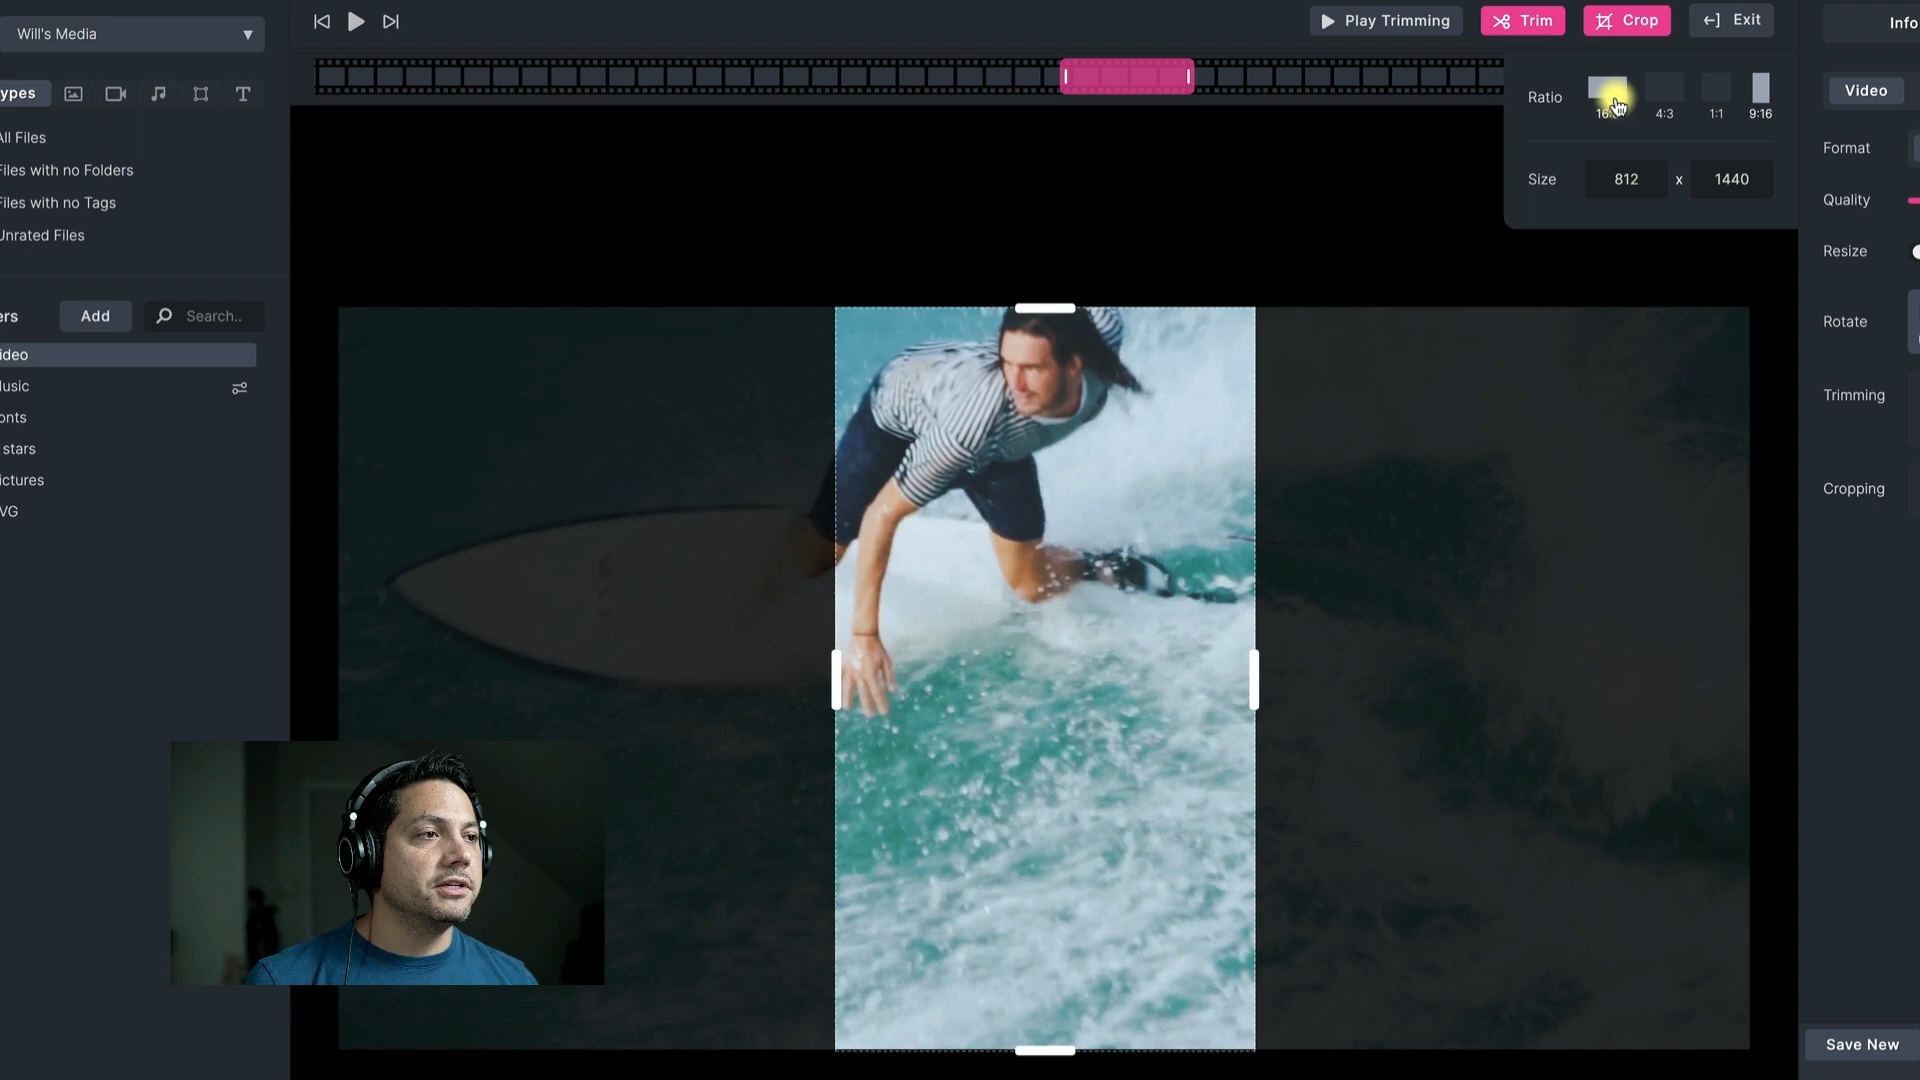 Will's Media
Play Trimming
Trim
Crop
Exit
Info
ypes
Ratio
4:3
1:1
9:16
Video
All Files
Files with no Folders
Files with no Tags
Unrated Files
Size
812
x
1440
Format
Quality
Resize
Rotate
Trimming
Cropping
ers
Add
Search..
ideo
usic
onts
stars
ictures
VG
Save New